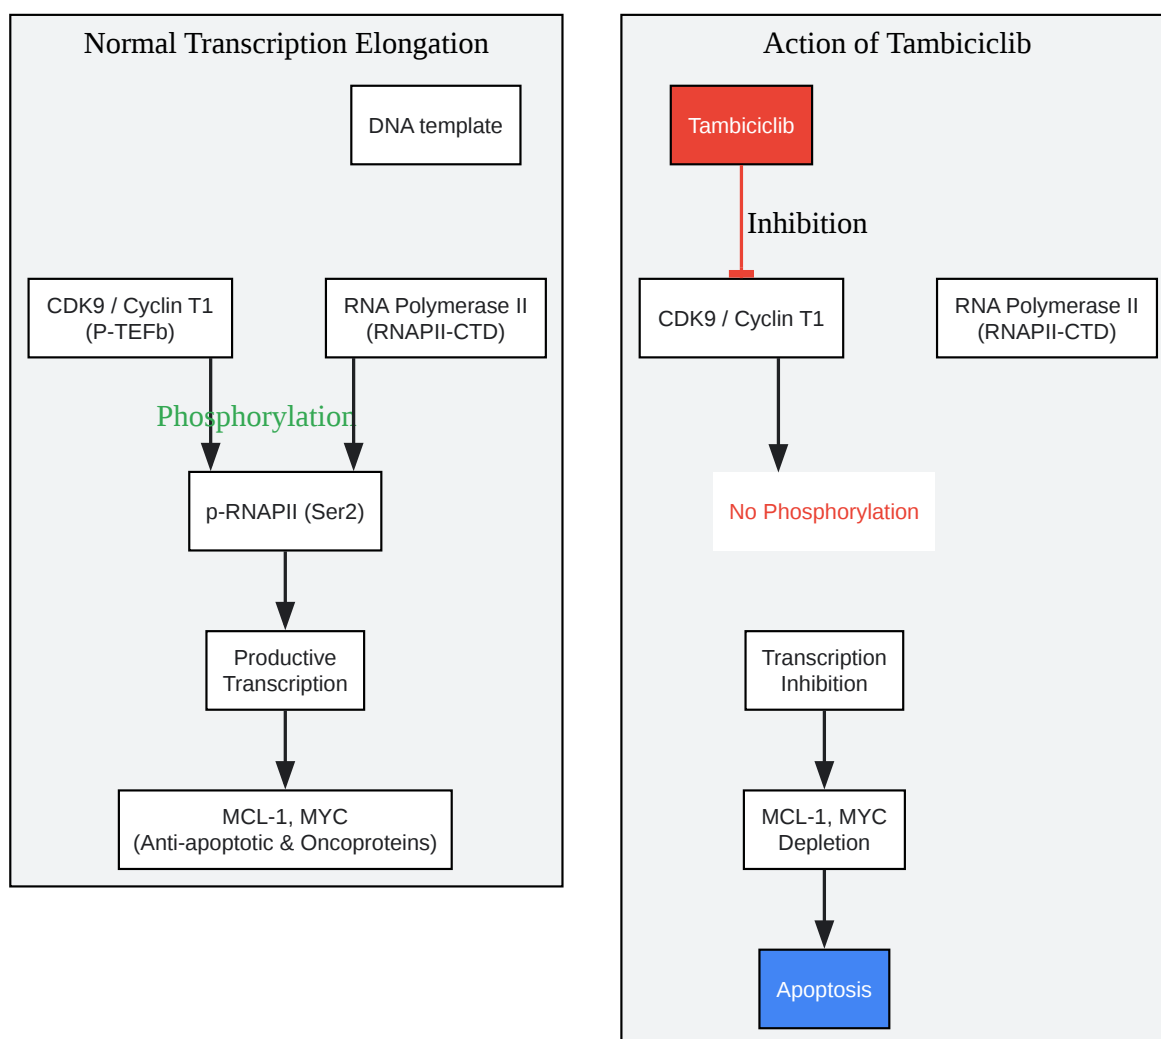 Normal Transcription Elongation
DNA template
CDK9 / Cyclin T1
(P-TEFb)
RNA Polymerase II
(RNAPII-CTD)
Phosphorylation
p-RNAPII (Ser2)
Productive
Transcription
MCL-1, MYC
(Anti-apoptotic & Oncoproteins)
Action of Tambiciclib
Tambiciclib
Inhibition
CDK9 / Cyclin T1
RNA Polymerase II
(RNAPII-CTD)
No Phosphorylation
Transcription
Inhibition
MCL-1, MYC
Depletion
Apoptosis